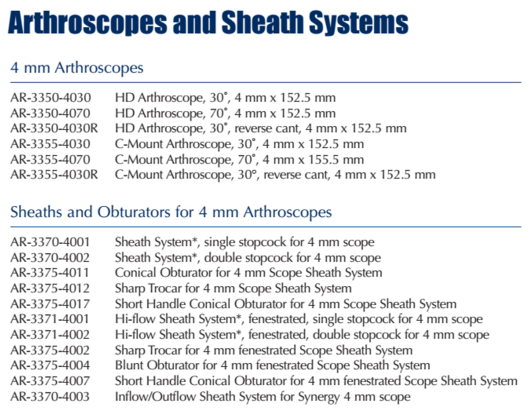 Arthroscopes and Sheath Systems
4 mm Arthroscopes
AR-3350-4030 HD Arthroscope, 30˚, 4 mm x 152.5 mm
AR-3350-4070 HD Arthroscope, 70˚, 4 mm x 152.5 mm
AR-3350-4030R HD Arthroscope, 30˚, reverse cant, 4 mm x 152.5 mm
AR-3355-4030 C-Mount Arthroscope, 30˚, 4 mm x 152.5 mm
AR-3355-4070 C-Mount Arthroscope, 70˚, 4 mm x 155.5 mm
AR-3355-4030R C-Mount Arthroscope, 30º, reverse cant, 4 mm x 152.5 mm
Sheaths and Obturators for 4 mm Arthroscopes
AR-3370-4001 Sheath System*, single stopcock for 4 mm scope
AR-3370-4002 Sheath System*, double stopcock for 4 mm scope
AR-3375-4011 Conical Obturator for 4 mm Scope Sheath System
AR-3375-4012 Sharp Trocar for 4 mm Scope Sheath System
AR-3375-4017 Short Handle Conical Obturator for 4 mm Scope Sheath System
AR-3371-4001 Hi-flow Sheath System*, fenestrated, single stopcock for 4 mm scope
AR-3371-4002 Hi-flow Sheath System*, fenestrated, double stopcock for 4 mm scope
AR-3375-4002 Sharp Trocar for 4 mm fenestrated Scope Sheath System
AR-3375-4004 Blunt Obturator for 4 mm fenestrated Scope Sheath System
AR-3375-4007 Short Handle Conical Obturator for 4 mm fenestrated Scope Sheath System
AR-3370-4003 Inflow/Outflow Sheath System for Synergy 4 mm scope